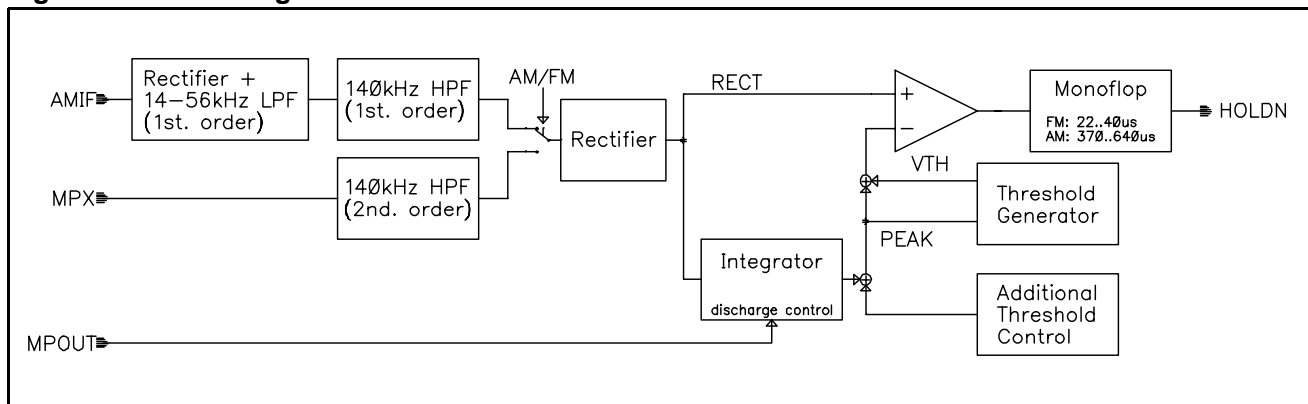 AM/FM
AMIF
Rectifier +
14-56kHz LPF
(1st. order)
140kHz HPF
(1st. order)
Rectifier
RECT
+
−
Monoflop
FM: 22..40us
AM: 370..640us
HOLDN
MPX
140kHz HPF
(2nd. order)
VTH
Threshold
Generator
PEAK
Integrator
discharge control
Additional
Threshold
Control
MPOUT